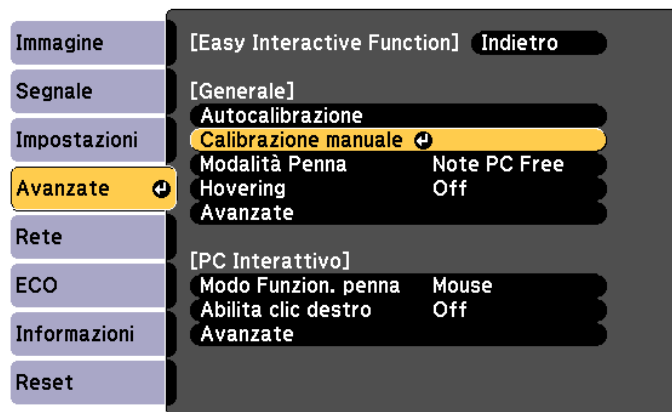 Immagine
Segnale
Impostazioni
Avanzate
Rete
ECO
Informazioni
Reset
[Easy Interactive Function] Indietro
[Generale]
Autocalibrazione
Calibrazione manuale
Modalità Penna Note PC Free
Hovering Off
Avanzate
[PC Interattivo]
Modo Funzion. penna Mouse
Abilita clic destro Off
Avanzate